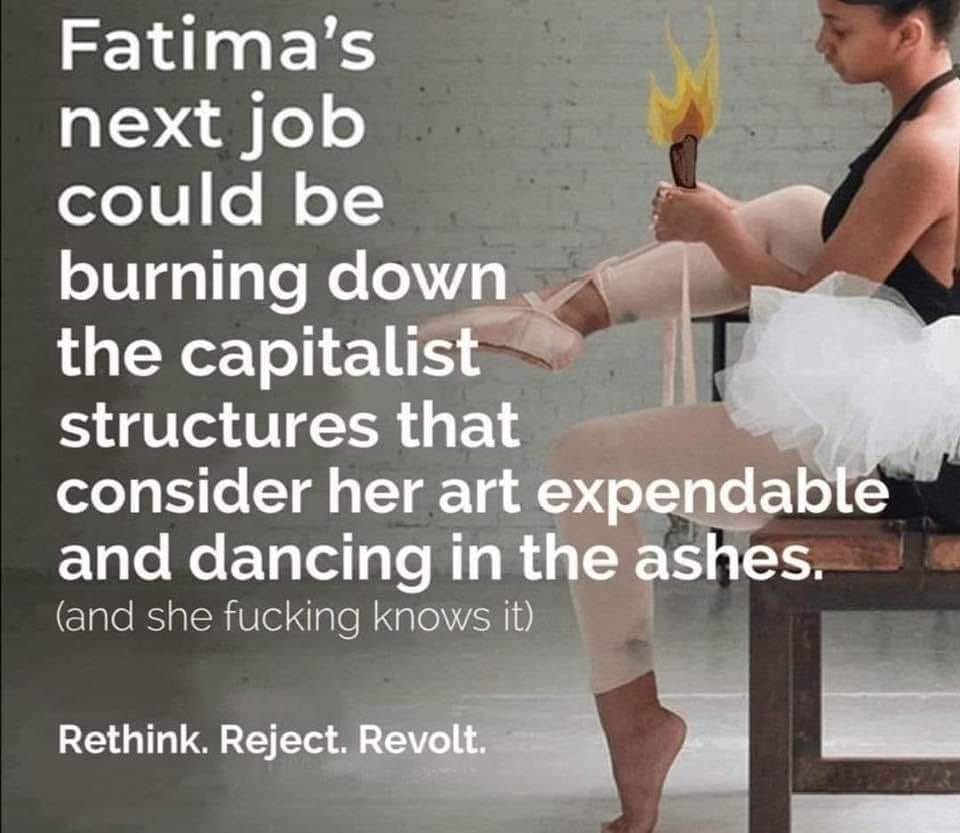 Fatima's
next job
could be
burning down
the capitalist
structures that
consider her art expendable
and dancing in the ashes.
(and she fucking knows it)
Rethink. Reject. Revolt.